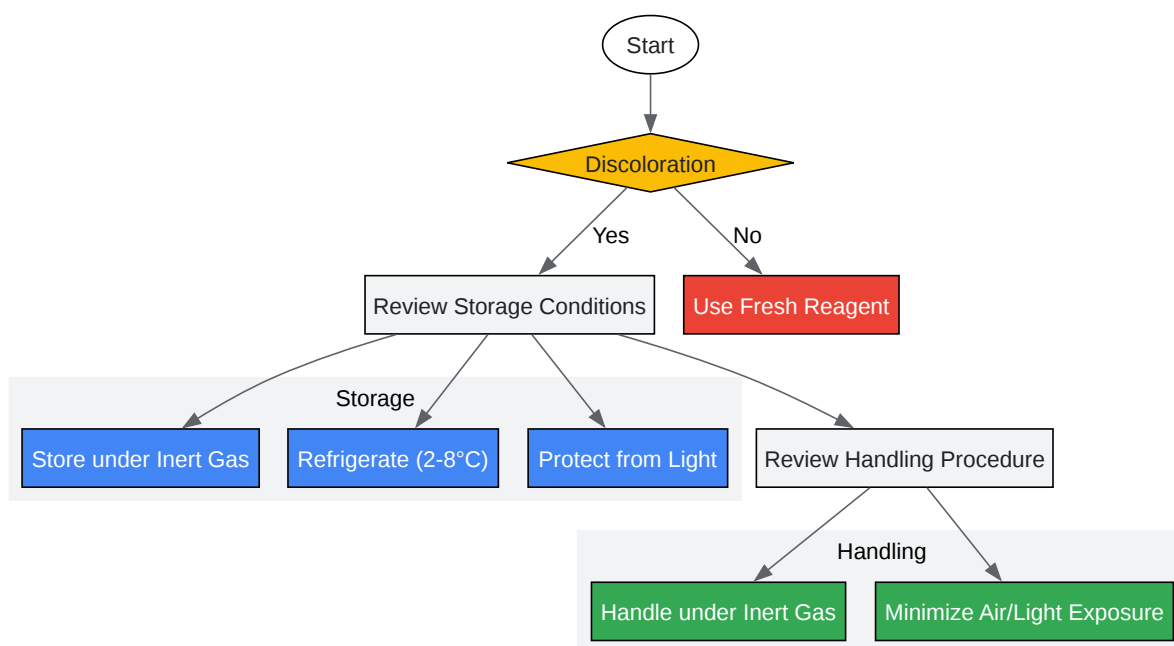 Start
Discoloration
Yes
No
Review Storage Conditions
Use Fresh Reagent
Storage
Store under Inert Gas
Refrigerate (2-8°C)
Protect from Light
Review Handling Procedure
Handling
Handle under Inert Gas
Minimize Air/Light Exposure